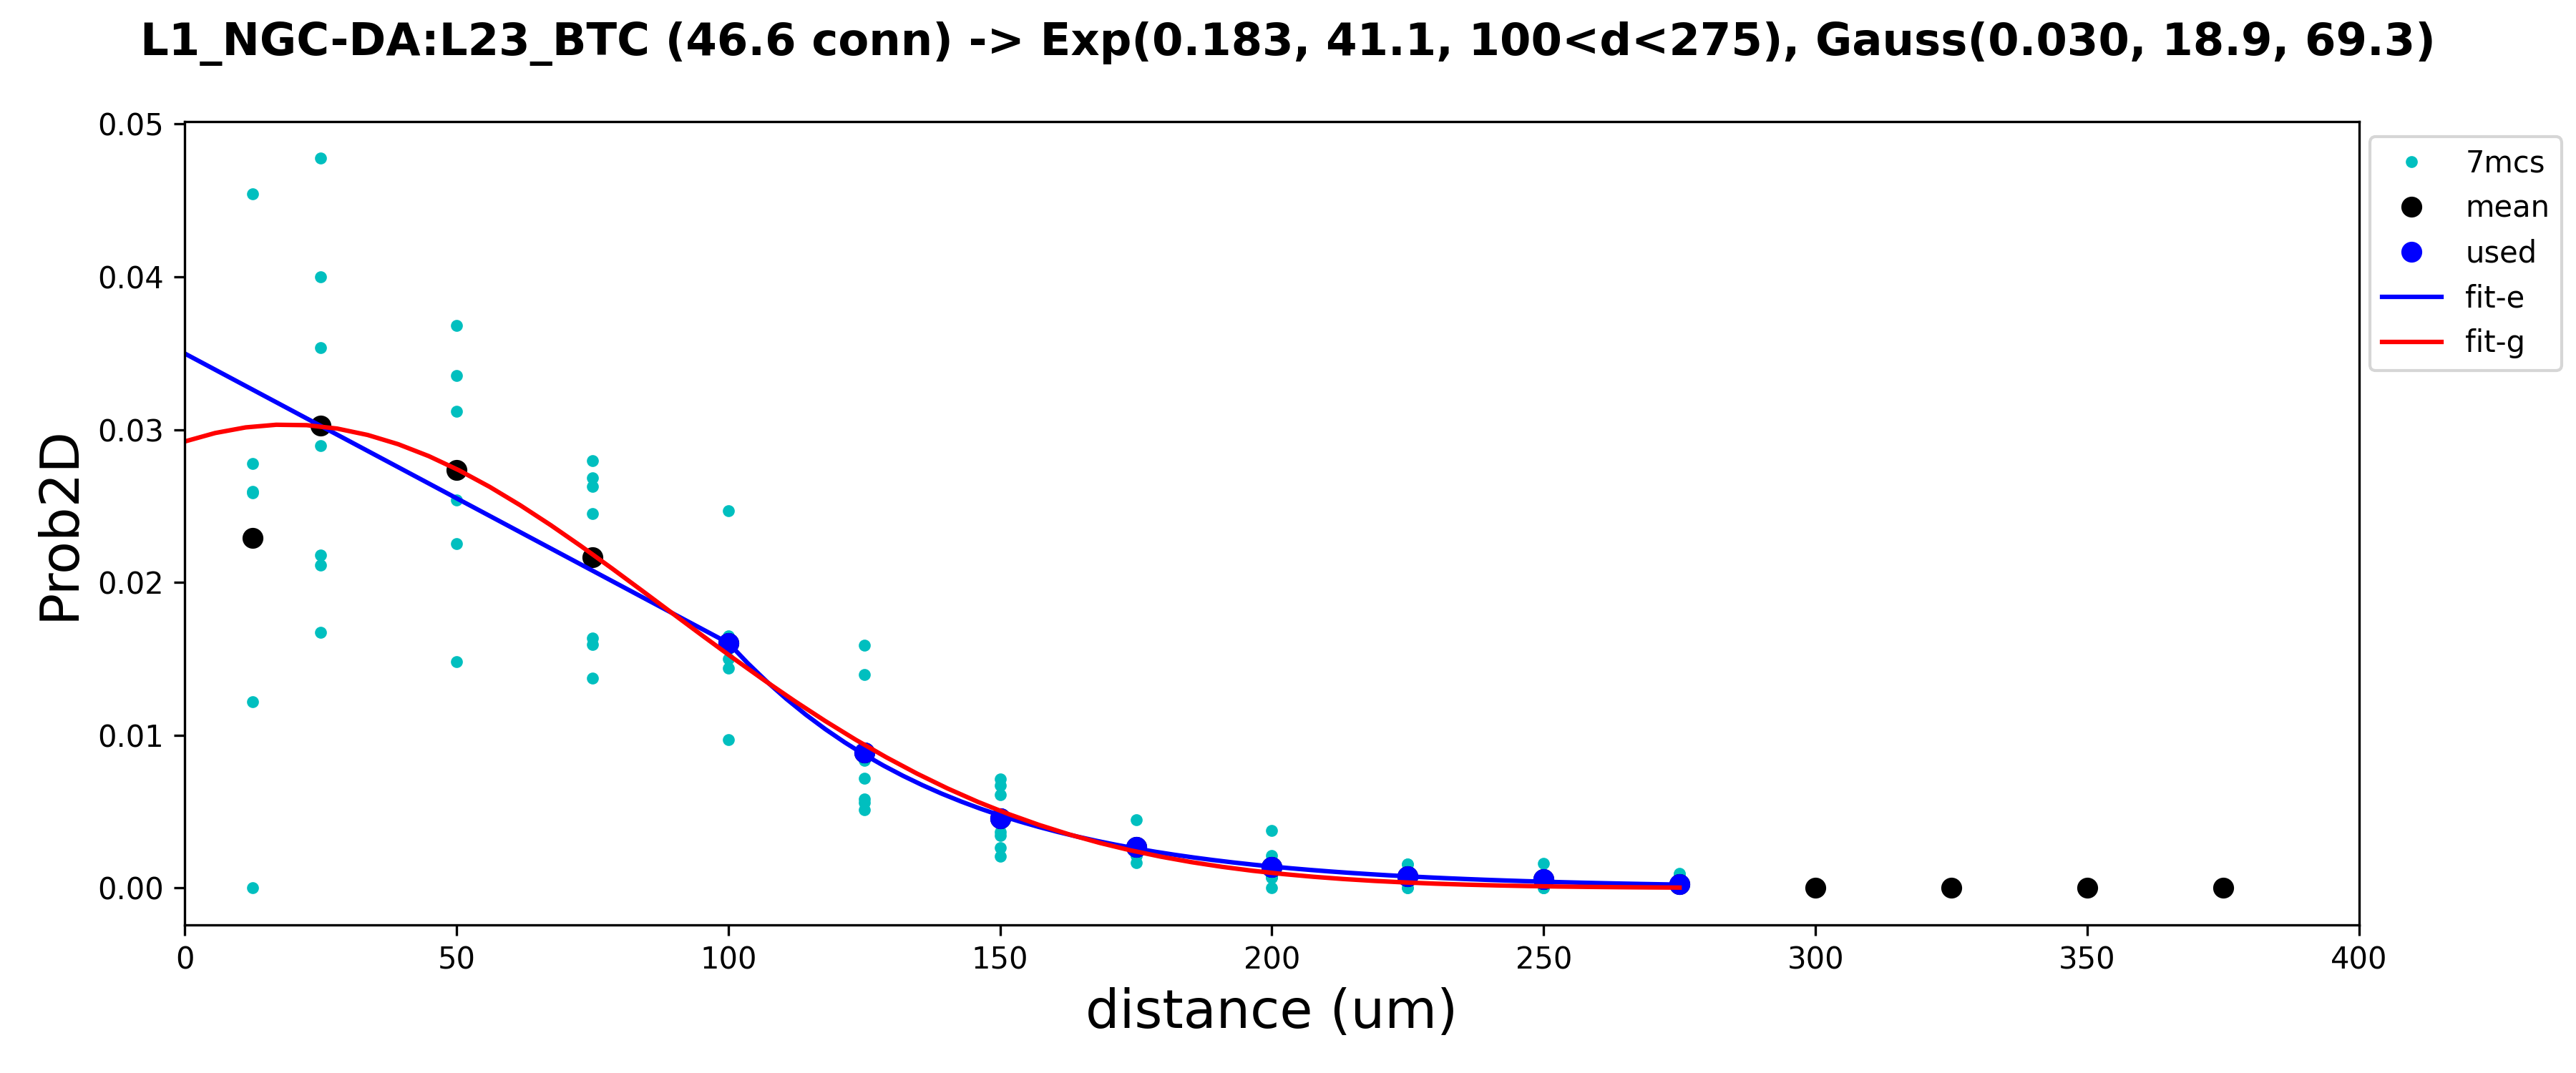 L1_NGC-DA:L23_BTC (46.6 conn) -> Exp(0.183, 41.1, 100<d<275), Gauss(0.030, 18.9, 69.3)
0.05
0.04
0.03
0.02
0.01
0.00
Prob2D
0 50 100 150 200 250 300 350 400
distance (um)
7mcs
mean
used
fit-e
fit-g